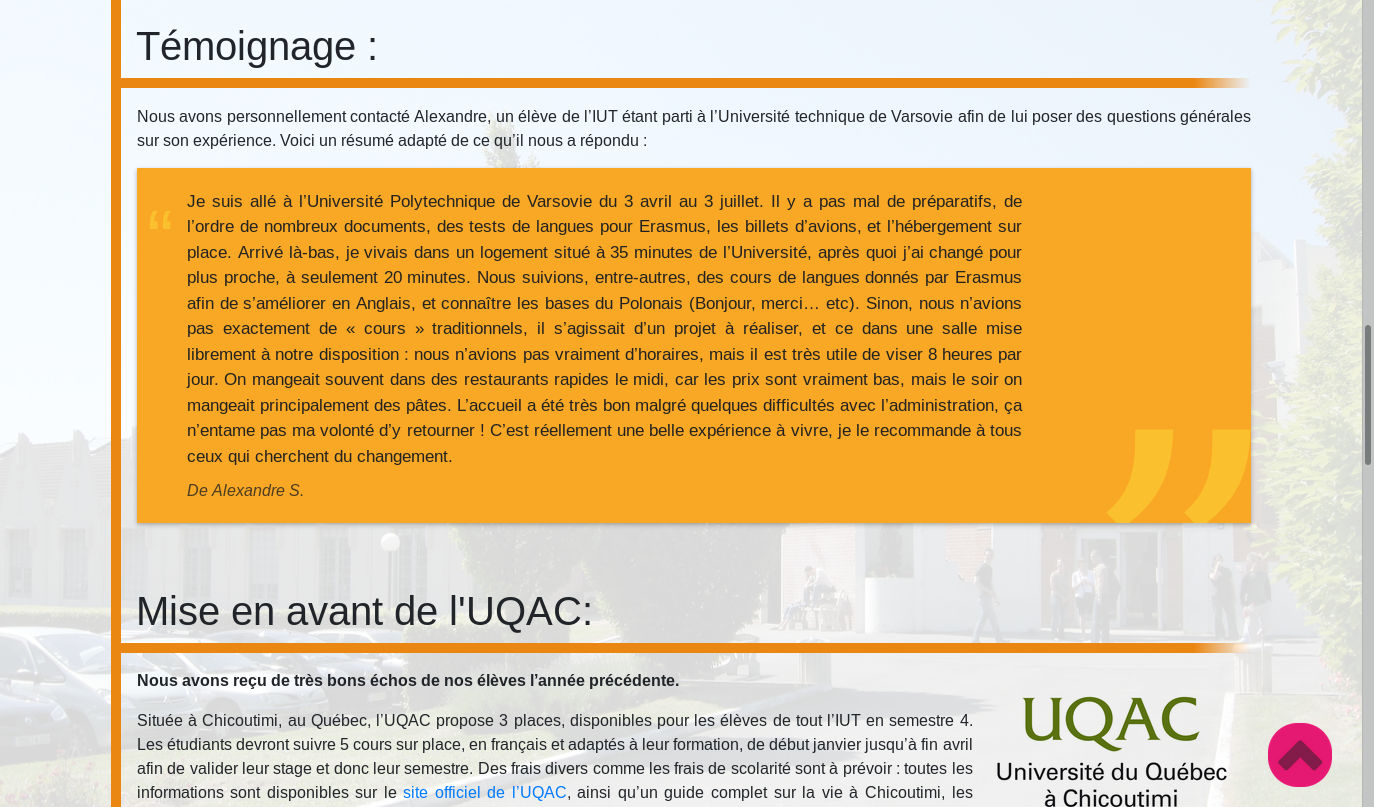 Témoignage :
Nous avons personnellement contacté Alexandre, un élève de l’IUT étant parti à l’Université technique de Varsovie afin de lui poser des questions générales
sur son expérience. Voici un résumé adapté de ce qu’il nous a répondu :
“
Je suis allé à l’Université Polytechnique de Varsovie du 3 avril au 3 juillet. Il y a pas mal de préparatifs, de
l’ordre de nombreux documents, des tests de langues pour Erasmus, les billets d’avions, et l’hébergement sur
place. Arrivé là-bas, je vivais dans un logement situé à 35 minutes de l’Université, après quoi j’ai changé pour
plus proche, à seulement 20 minutes. Nous suivions, entre-autres, des cours de langues donnés par Erasmus
afin de s’améliorer en Anglais, et connaître les bases du Polonais (Bonjour, merci… etc). Sinon, nous n’avions
pas exactement de « cours » traditionnels, il s’agissait d’un projet à réaliser, et ce dans une salle mise
librement à notre disposition : nous n’avions pas vraiment d’horaires, mais il est très utile de viser 8 heures par
jour. On mangeait souvent dans des restaurants rapides le midi, car les prix sont vraiment bas, mais le soir on
mangeait principalement des pâtes. L’accueil a été très bon malgré quelques difficultés avec l’administration, ça
n’entame pas ma volonté d’y retourner ! C’est réellement une belle expérience à vivre, je le recommande à tous
ceux qui cherchent du changement.
”
De Alexandre S.
Mise en avant de l'UQAC:
Nous avons reçu de très bons échos de nos élèves l’année précédente.
Située à Chicoutimi, au Québec, l’UQAC propose 3 places, disponibles pour les élèves de tout l’IUT en semestre 4.
Les étudiants devront suivre 5 cours sur place, en français et adaptés à leur formation, de début janvier jusqu’à fin avril
afin de valider leur stage et donc leur semestre. Des frais divers comme les frais de scolarité sont à prévoir : toutes les
informations sont disponibles sur le site officiel de l’UQAC, ainsi qu’un guide complet sur la vie à Chicoutimi, les
UQAC
Université du Québec
à Chicoutimi